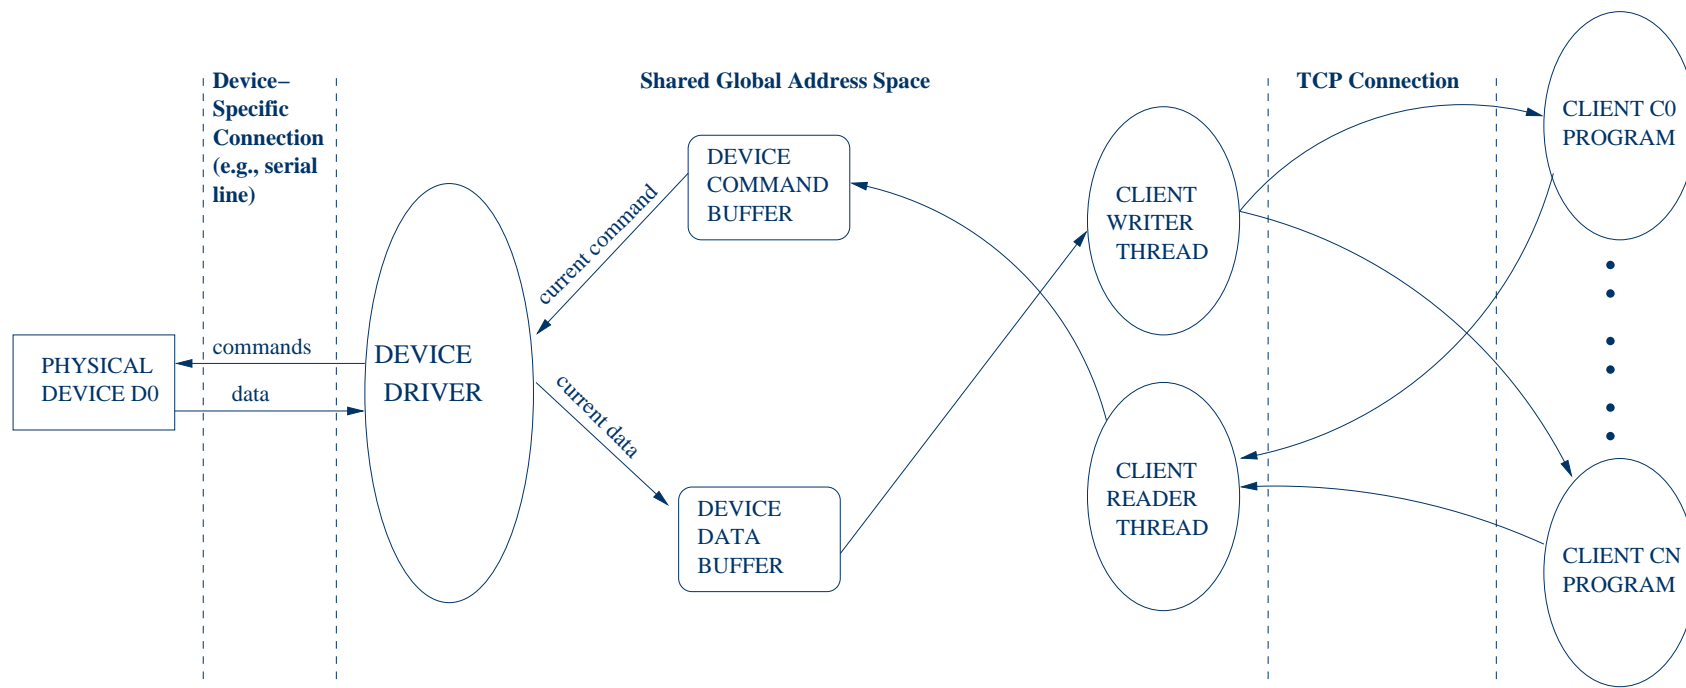 Device–
Specific
Connection
(e.g., serial
line)
Shared Global Address Space
TCP Connection
PHYSICAL
DEVICE D0
commands
data
DEVICE
DRIVER
current command
current data
DEVICE
COMMAND
BUFFER
DEVICE
DATA
BUFFER
CLIENT
WRITER
THREAD
CLIENT
READER
THREAD
CLIENT C0
PROGRAM
CLIENT CN
PROGRAM